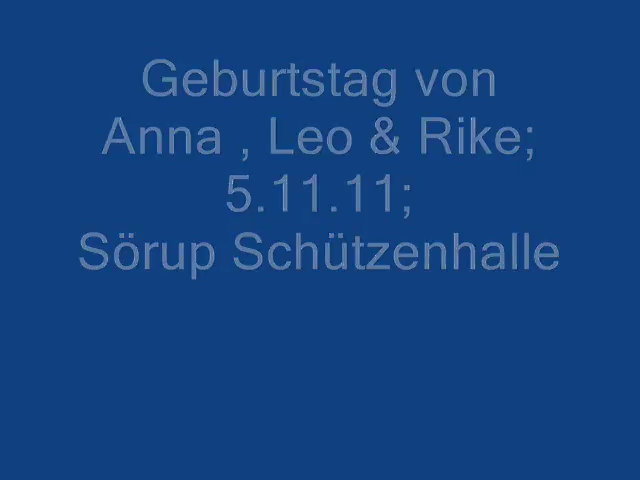 Geburtstag von
Anna , Leo & Rike;
5.11.11;
Sörup Schützenhalle